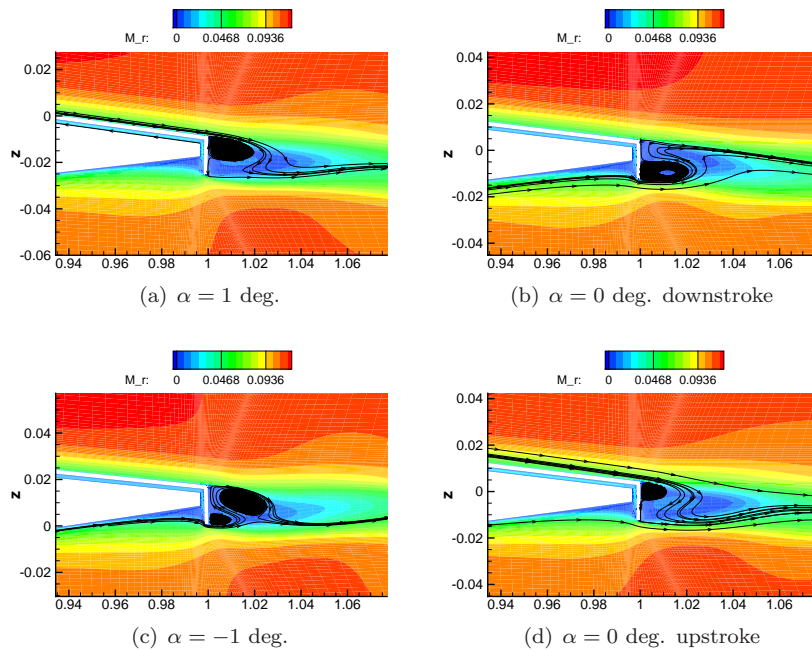 M_r: 0 0.0468 0.0936
M_r: 0 0.0468 0.0936
0.02
0
-0.02
-0.04
-0.06
z
0.94 0.96 0.98 1 1.02 1.04 1.06
0.04
0.02
0
-0.02
-0.04
z
0.94 0.96 0.98 1 1.02 1.04 1.06
(a) α = 1 deg.
(b) α = 0 deg. downstroke
M_r: 0 0.0468 0.0936
M_r: 0 0.0468 0.0936
0.04
0.02
0
-0.02
z
0.94 0.96 0.98 1 1.02 1.04 1.06
0.04
0.02
0
-0.02
-0.04
z
0.94 0.96 0.98 1 1.02 1.04 1.06
(c) α = −1 deg.
(d) α = 0 deg. upstroke